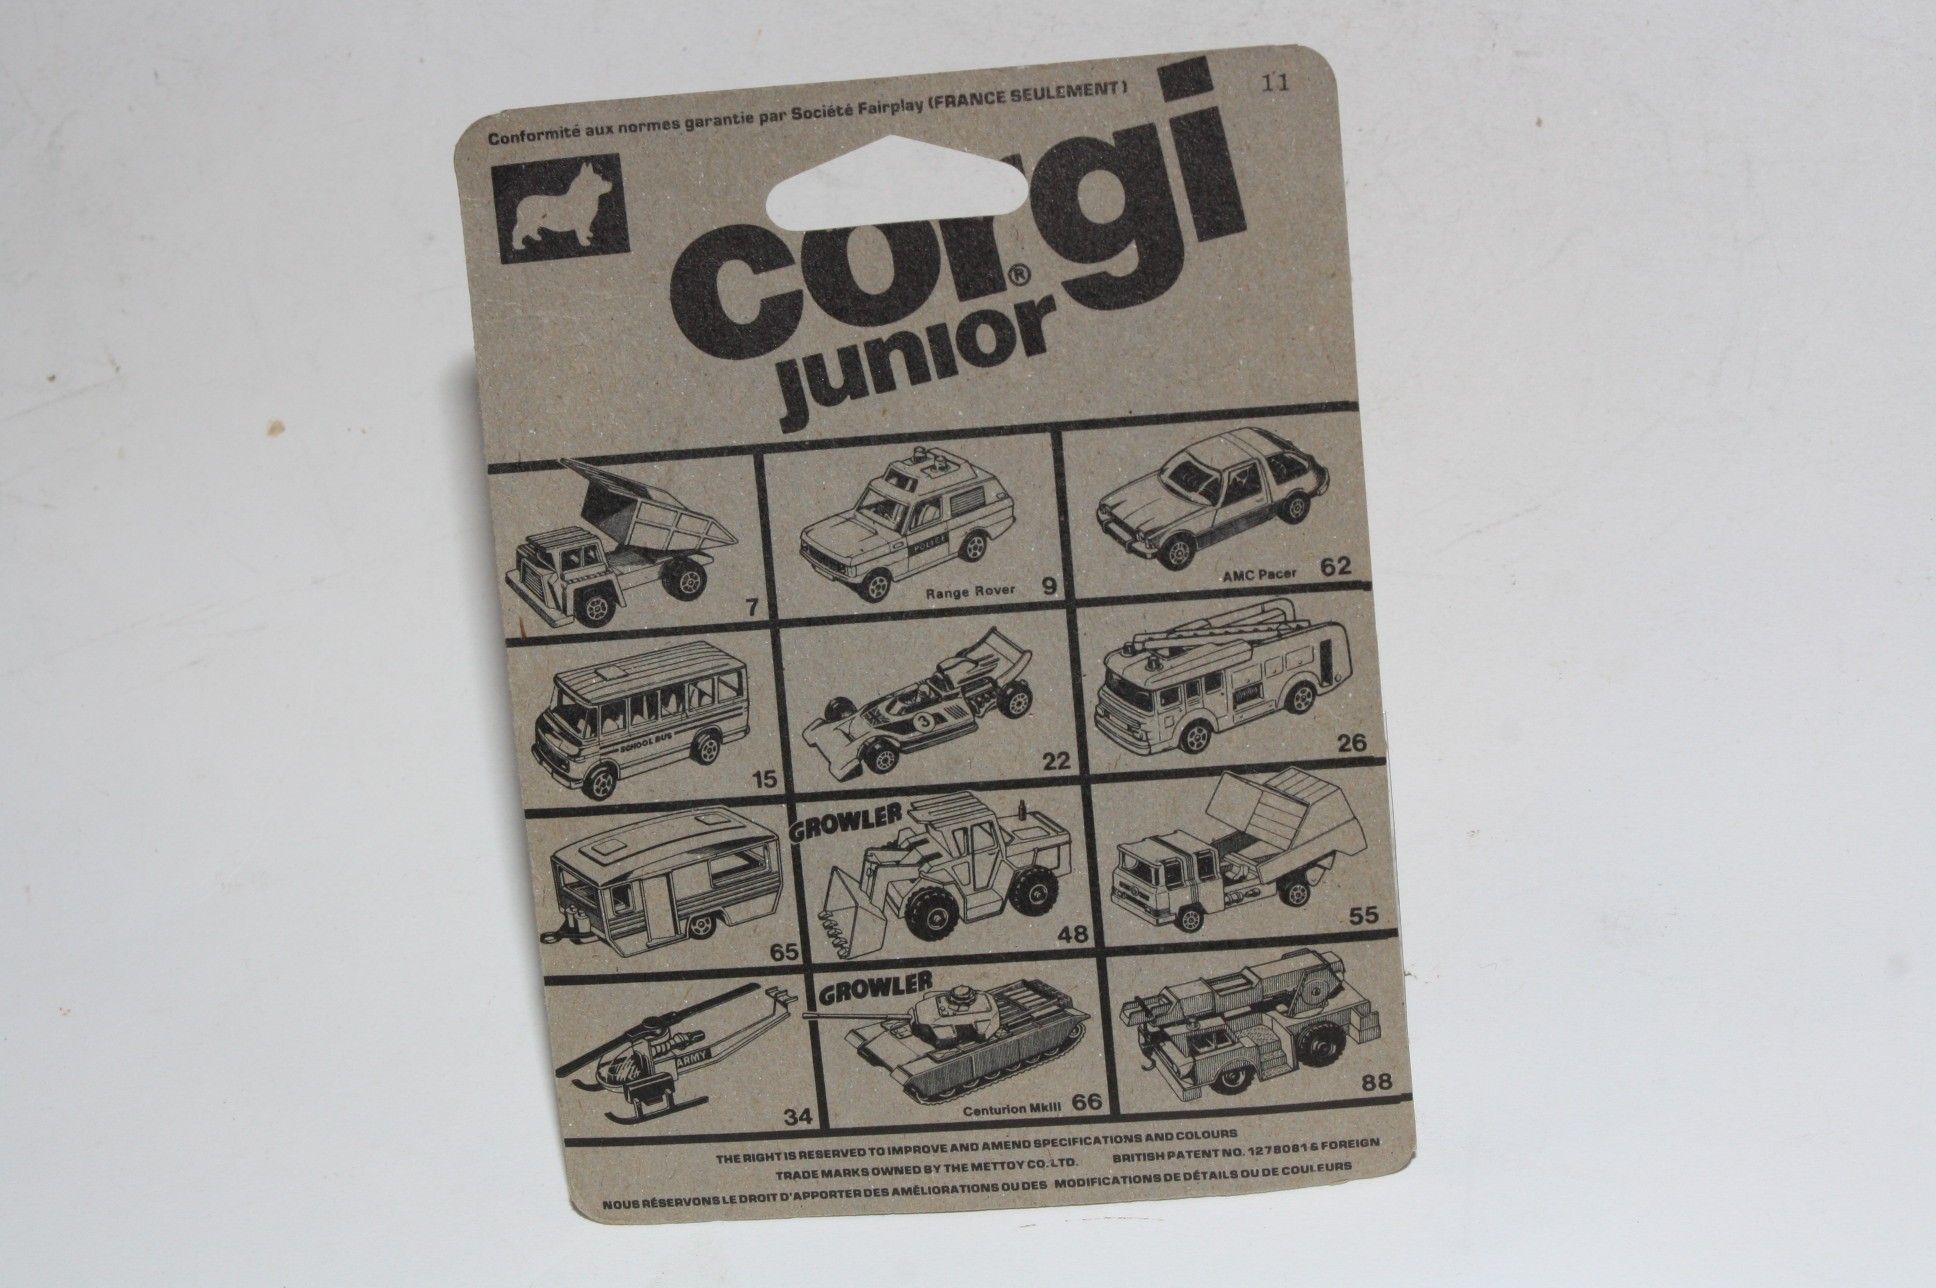 Conformité aux normes garantie par Société Fairplay (FRANCE SEULEMENT)
11
corgi®
junior
7
POLICE
Range Rover 9
AMC Pacer 62
SCHOOL BUS
15
3
22
26
65
GROWLER
48
55
ARMY
34
GROWLER
Centurion MkIII 66
88
THE RIGHT IS RESERVED TO IMPROVE AND AMEND SPECIFICATIONS AND COLOURS
TRADE MARKS OWNED BY THE METTOY CO. LTD. BRITISH PATENT NO. 1278081 & FOREIGN
NOUS RÉSERVONS LE DROIT D'APPORTER DES AMÉLIORATIONS OU DES MODIFICATIONS DE DÉTAILS OU DE COULEURS